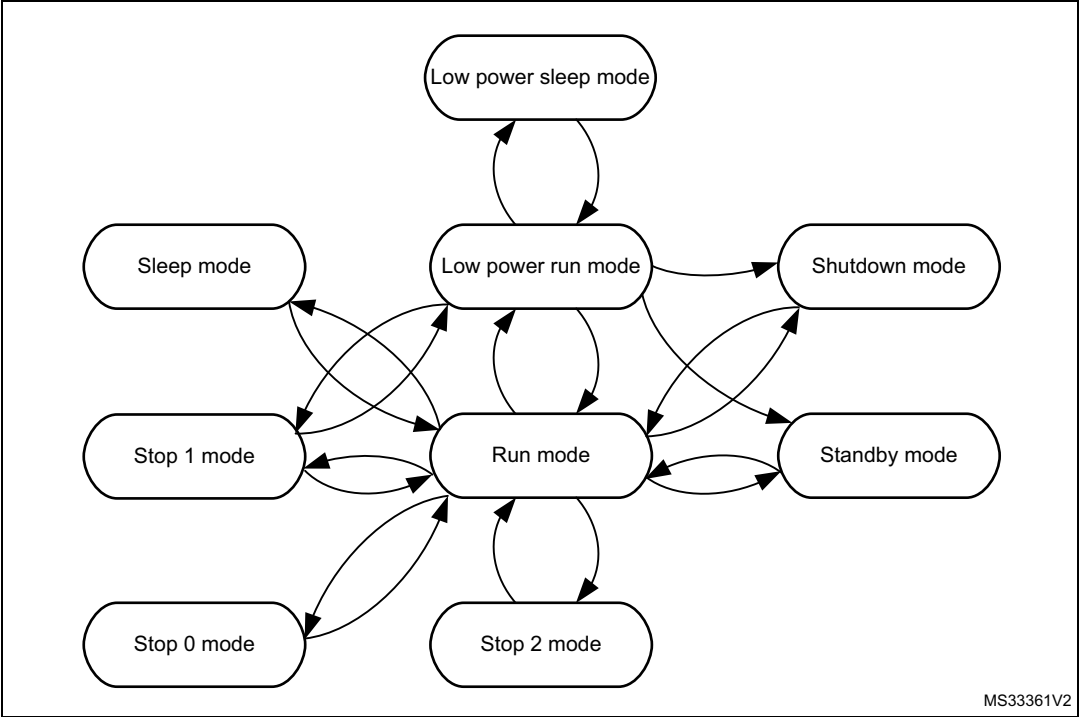 Low power sleep mode
Sleep mode
Low power run mode
Shutdown mode
Stop 1 mode
Run mode
Standby mode
Stop 0 mode
Stop 2 mode
MS33361V2